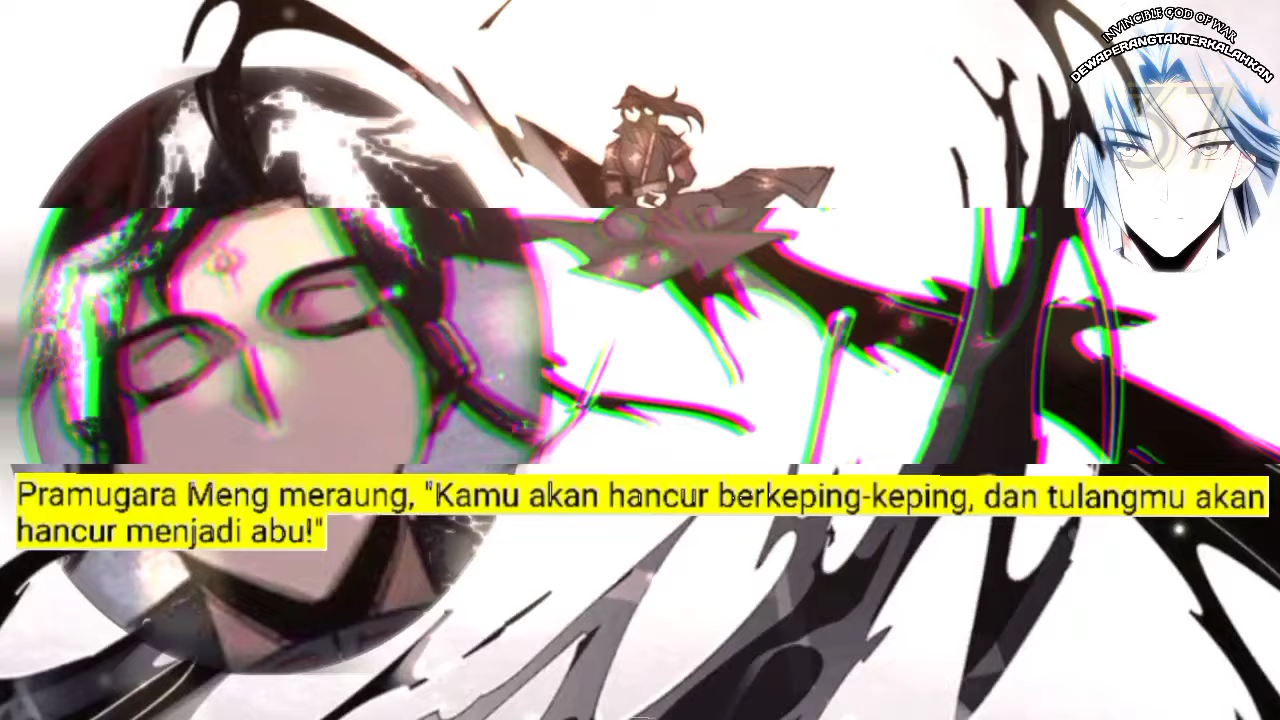 INVINCIBLE GOD OF WAR
DEWAPERANGTAKTERKALAHKAN
37
Pramugara Meng meraung, "Kamu akan hancur berkeping-keping, dan tulangmu akan
hancur menjadi abu!"